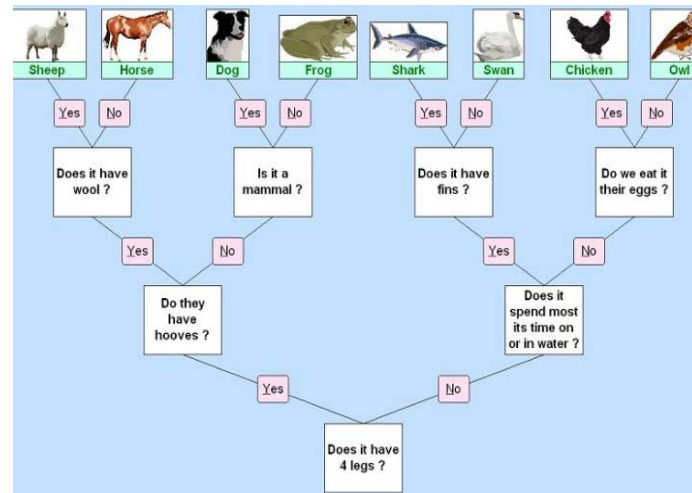 Sheep
Horse
Dog
Frog
Shark
Swan
Chicken
Owl
Yes
No
Yes
No
Yes
No
Yes
No
Does it have
wool ?
Is it a
mammal ?
Does it have
fins ?
Do we eat it
their eggs ?
Yes
No
Yes
No
Do they
have
hooves ?
Does it
spend most
its time on
or in water ?
Yes
No
Does it have
4 legs ?